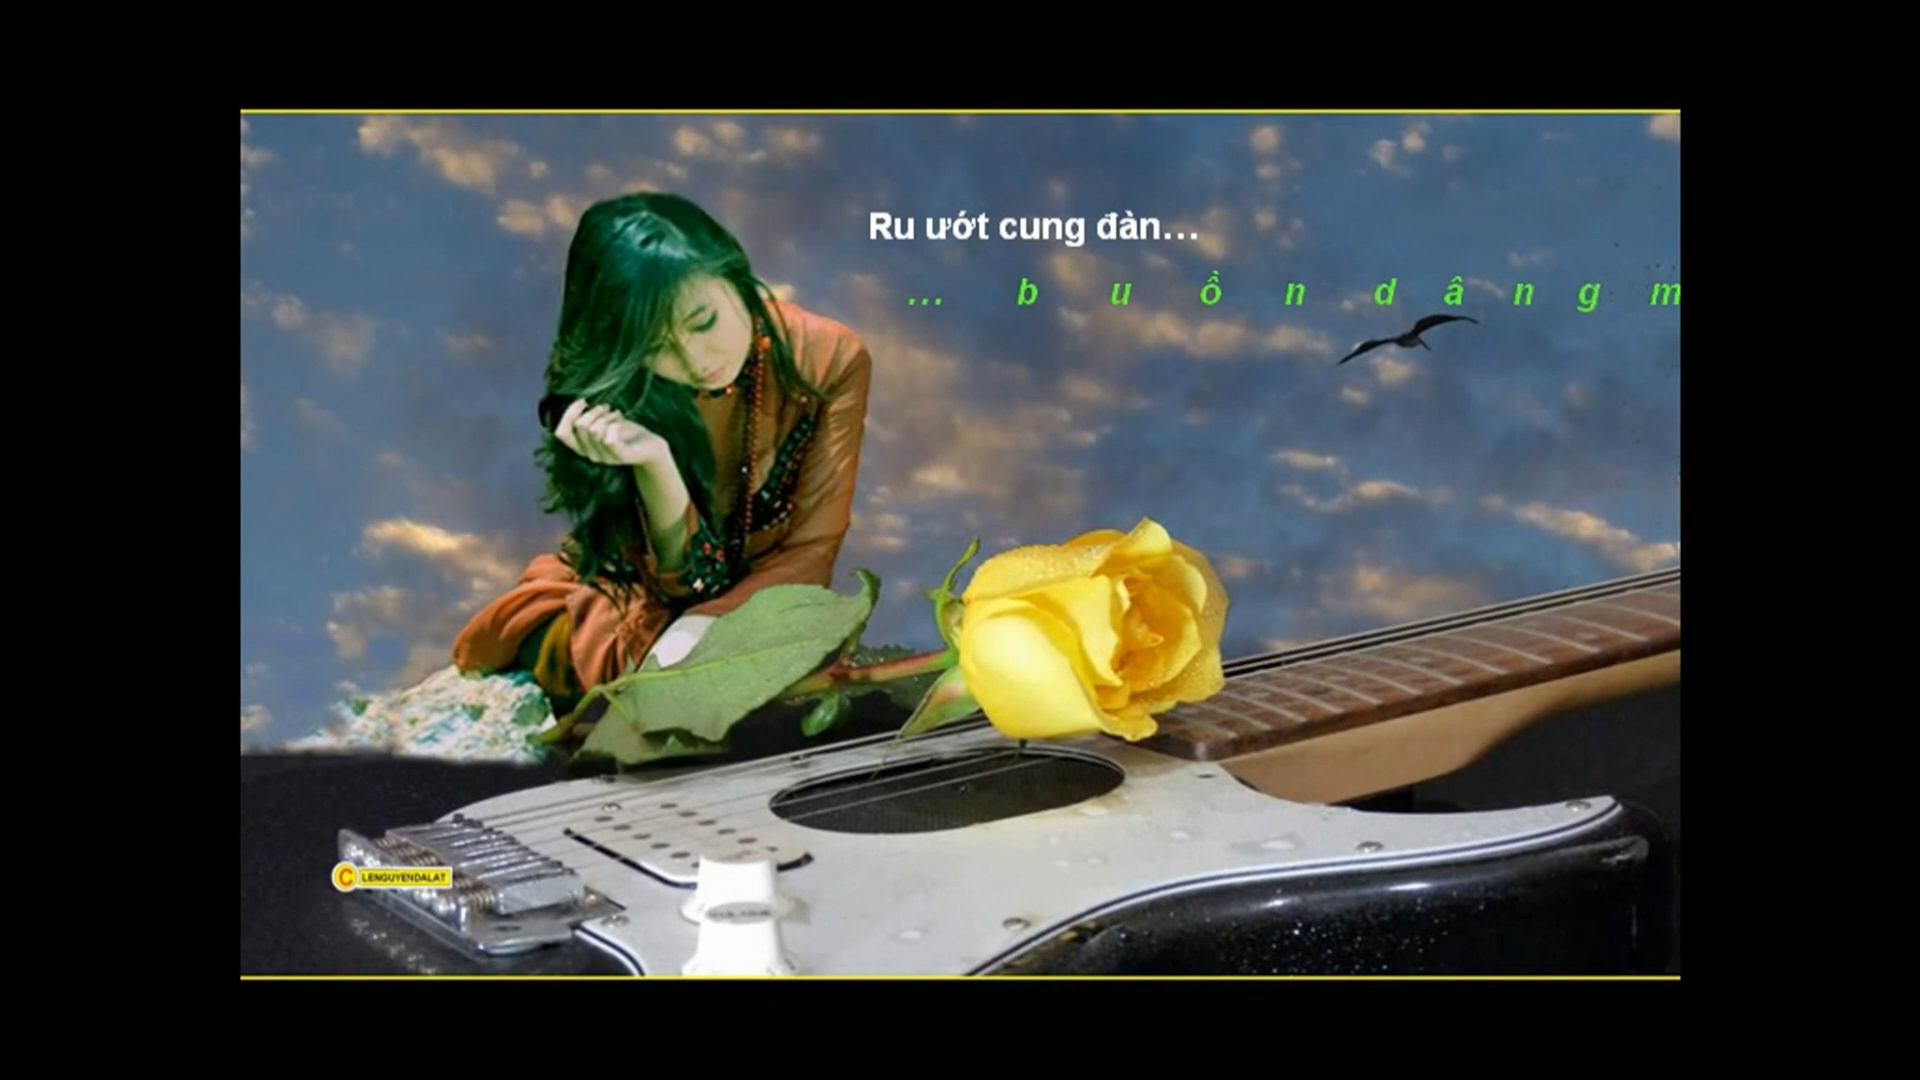 Ru ướt cung đàn...
... b u ồ n d â n g m
C LENGUYENDALAT